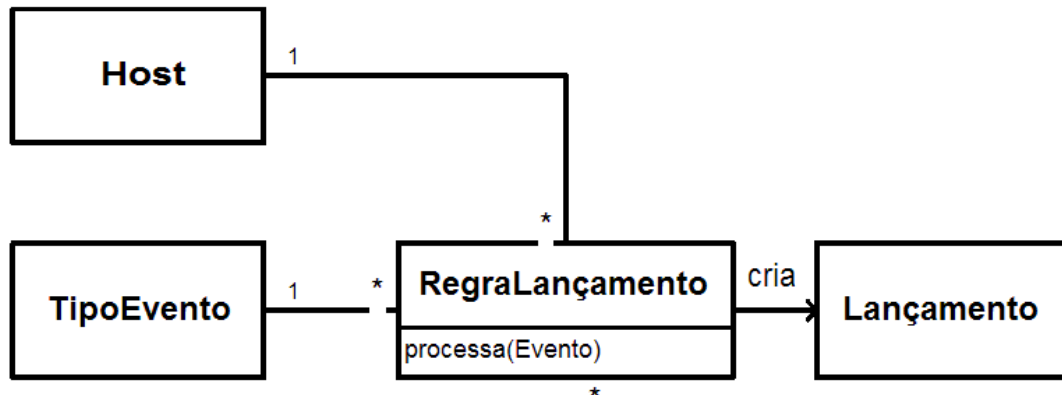 Host
1
*
TipoEvento
1
*
RegraLançamento
processa(Evento)
cria
Lançamento
*